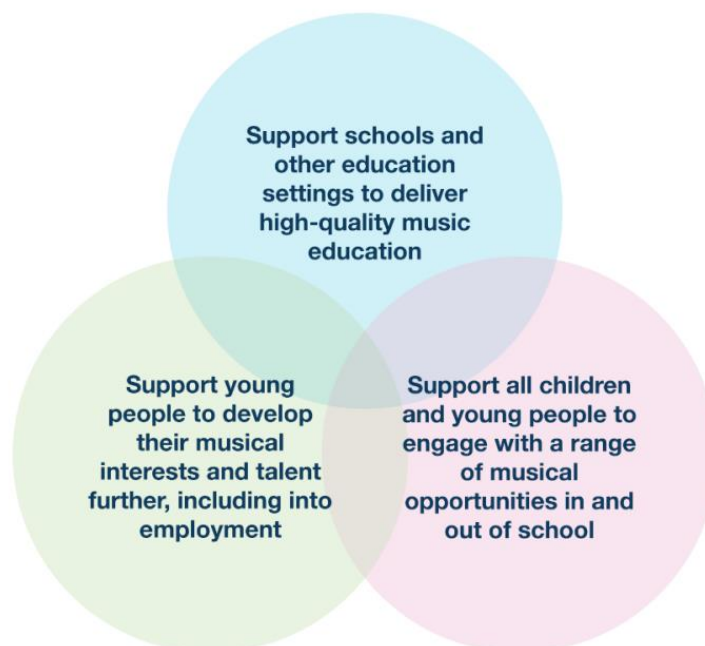 Support schools and
other education
settings to deliver
high-quality music
education
Support young
people to develop
their musical
interests and talent
further, including into
employment
Support all children
and young people to
engage with a range
of musical
opportunities in and
out of school